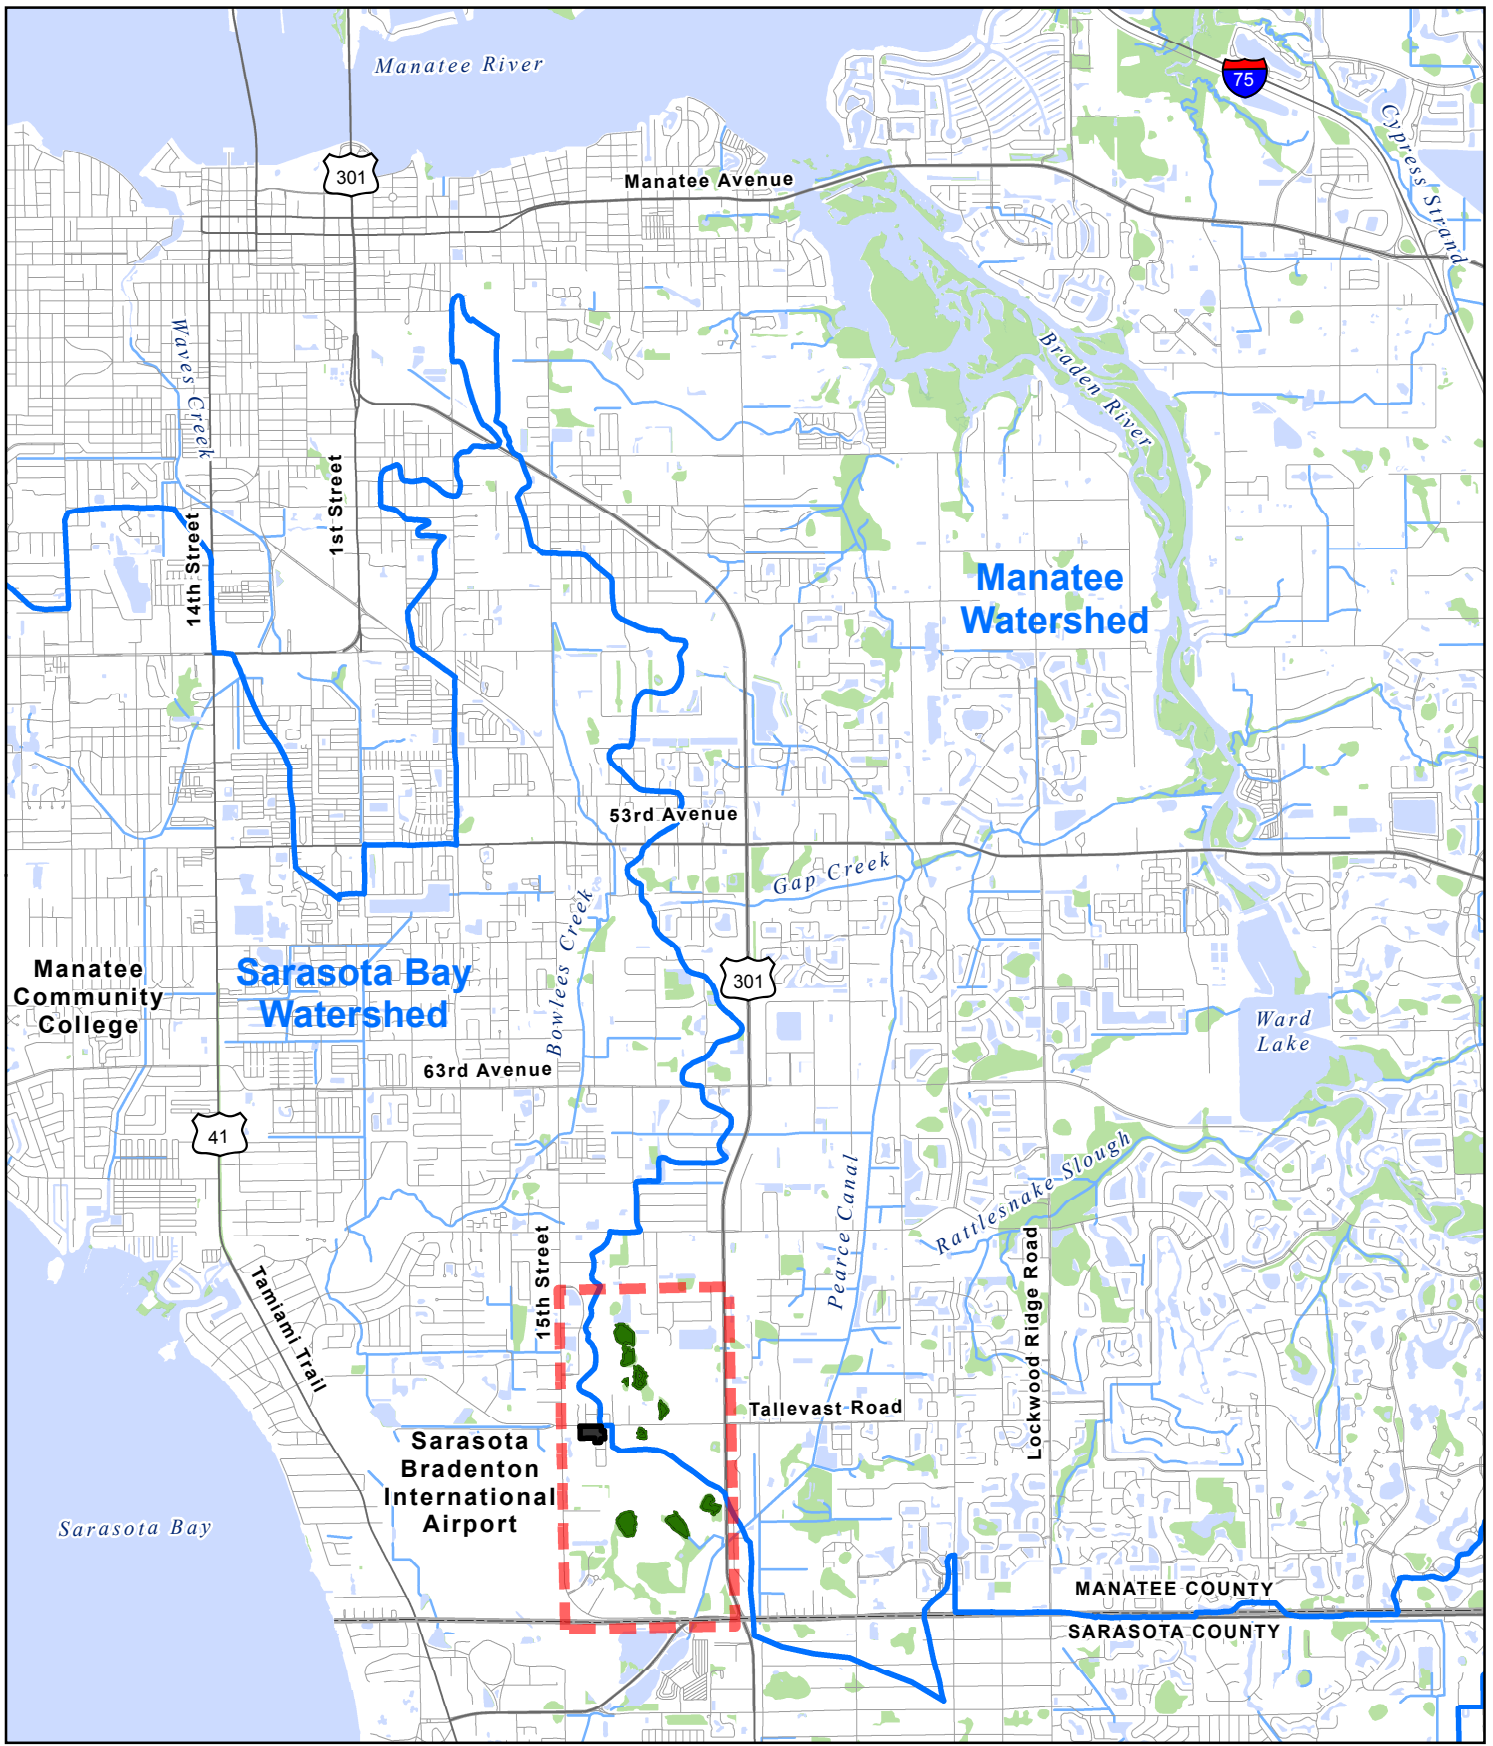 Manatee River
75
Cypress Strand
301
Manatee Avenue
Waves Creek
Braden River
1st Street
14th Street
Manatee
Watershed
53rd Avenue
Gap Creek
Bowlees Creek
Manatee
Community
College
Sarasota Bay
Watershed
301
Ward
Lake
63rd Avenue
41
Rattlesnake Slough
Pearce Canal
15th Street
Lockwood Ridge Road
Tamiami Trail
Tallevast Road
Sarasota
Bradenton
International
Airport
Sarasota Bay
MANATEE COUNTY
SARASOTA COUNTY